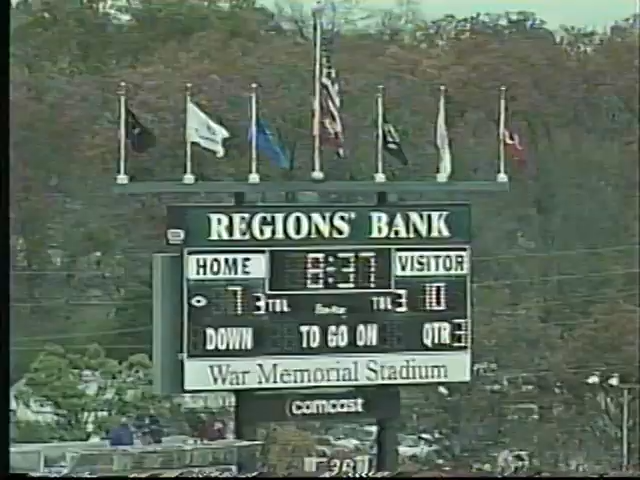 REGIONS' BANK
HOME 8:37 VISITOR
7 3 TOL TOL 3 0
DOWN TO GO ON QTR 3
War Memorial Stadium
comcast